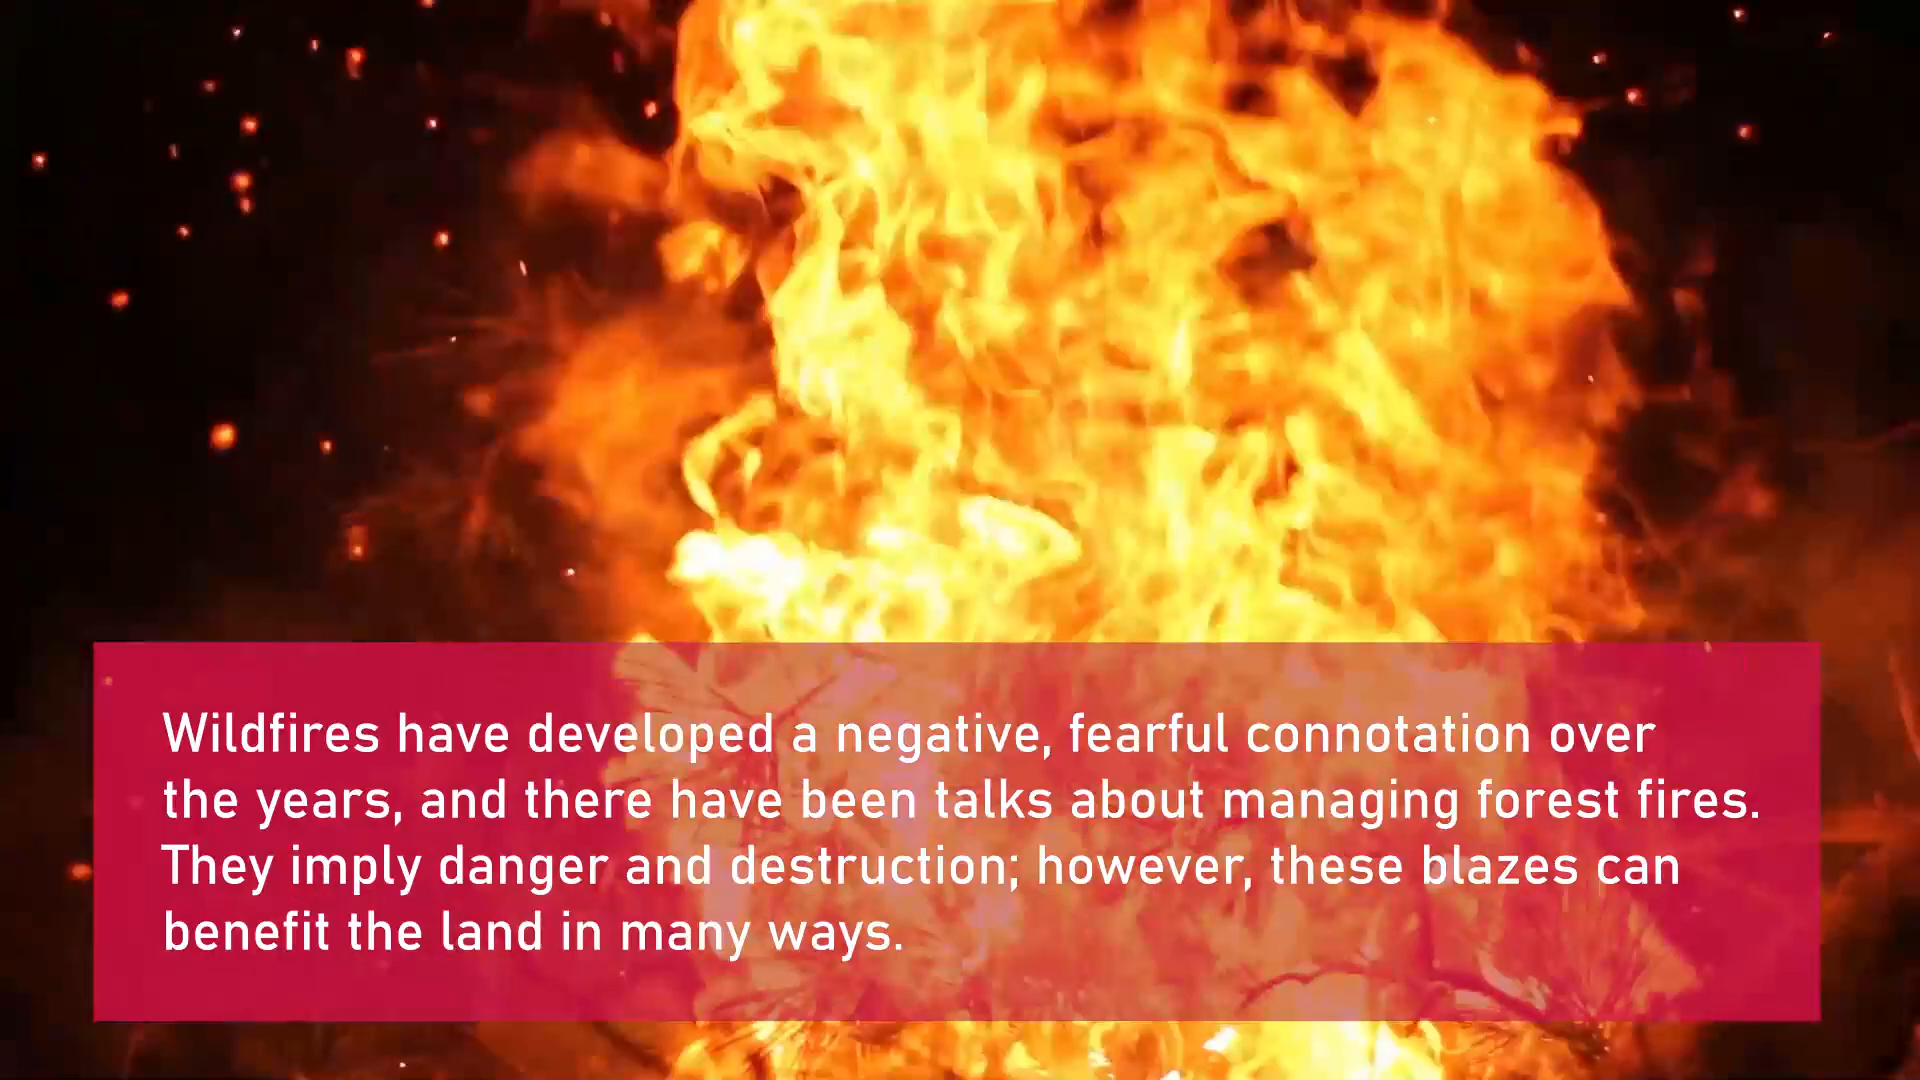 Wildfires have developed a negative, fearful connotation over
the years, and there have been talks about managing forest fires.
They imply danger and destruction; however, these blazes can
benefit the land in many ways.